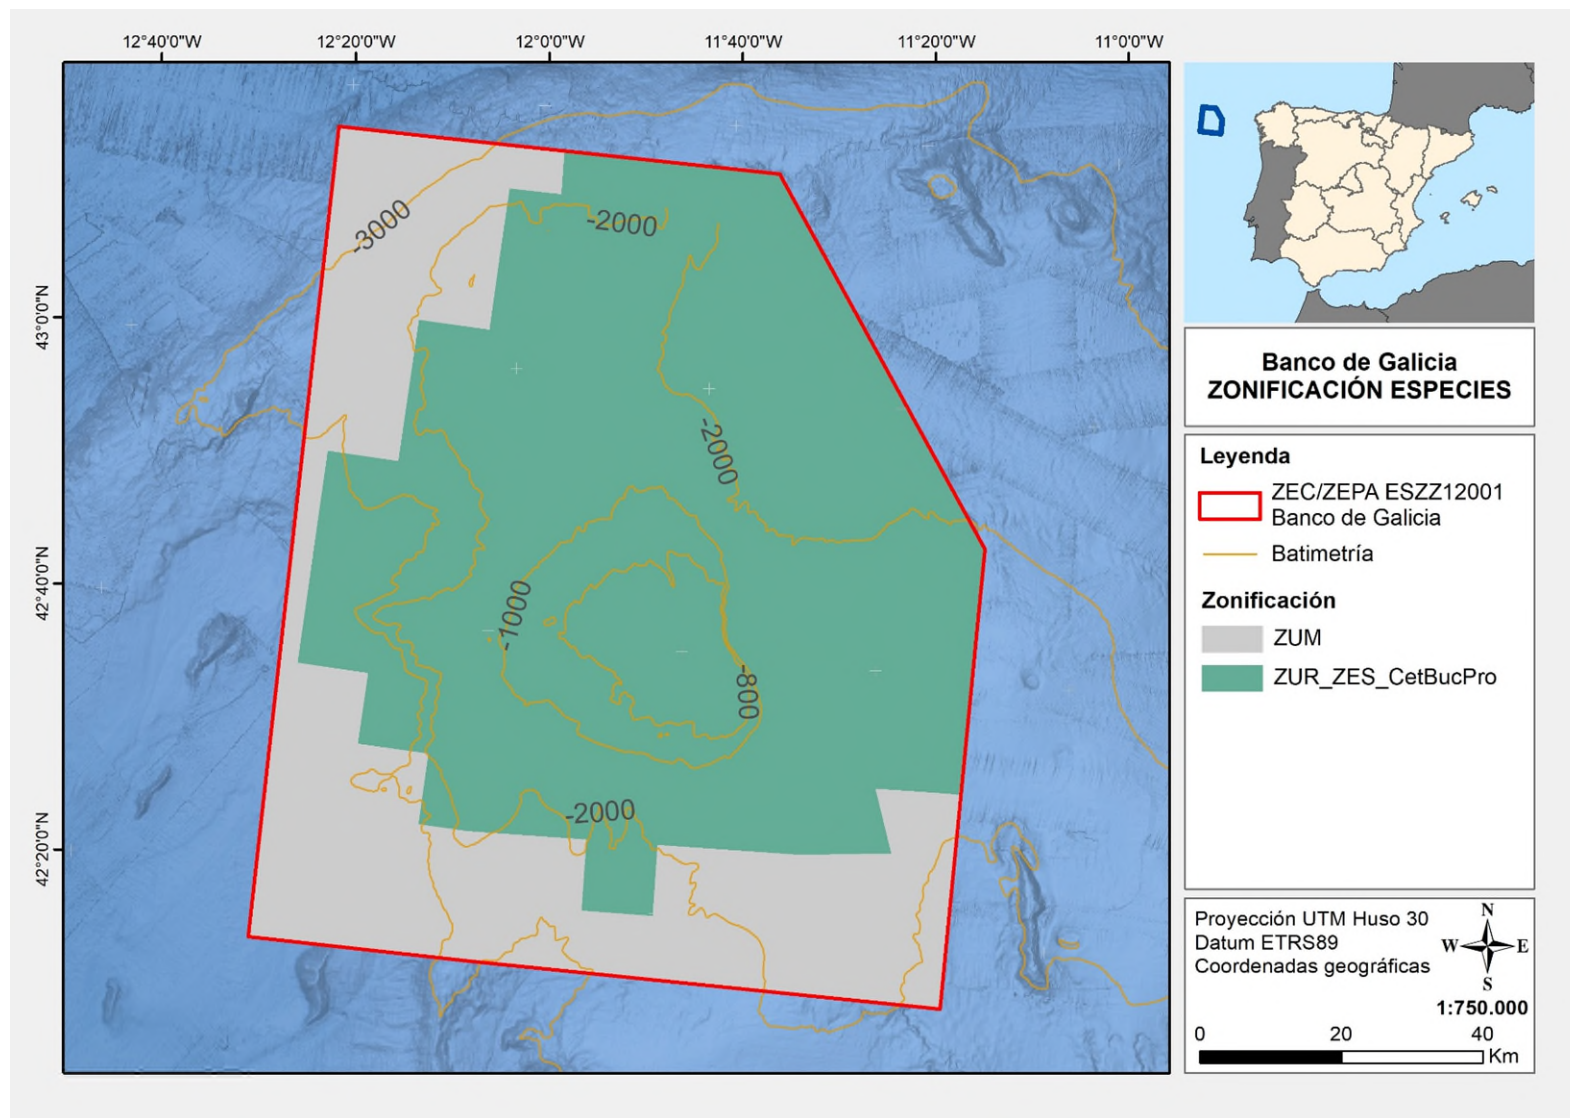 12°40'0"W 12°20'0"W 12°0'0"W 11°40'0"W 11°20'0"W 11°0'0"W
43°0'0"N
42°40'0"N
42°20'0"N
-3000
-2000
-2000
-1000
-800
-2000
Banco de Galicia
ZONIFICACIÓN ESPECIES
Leyenda
ZEC/ZEPA ESZZ12001
Banco de Galicia
Batimetría
Zonificación
ZUM
ZUR_ZES_CetBucPro
Proyección UTM Huso 30
Datum ETRS89
Coordenadas geográficas
N
W E
S
1:750.000
0 20 40
Km